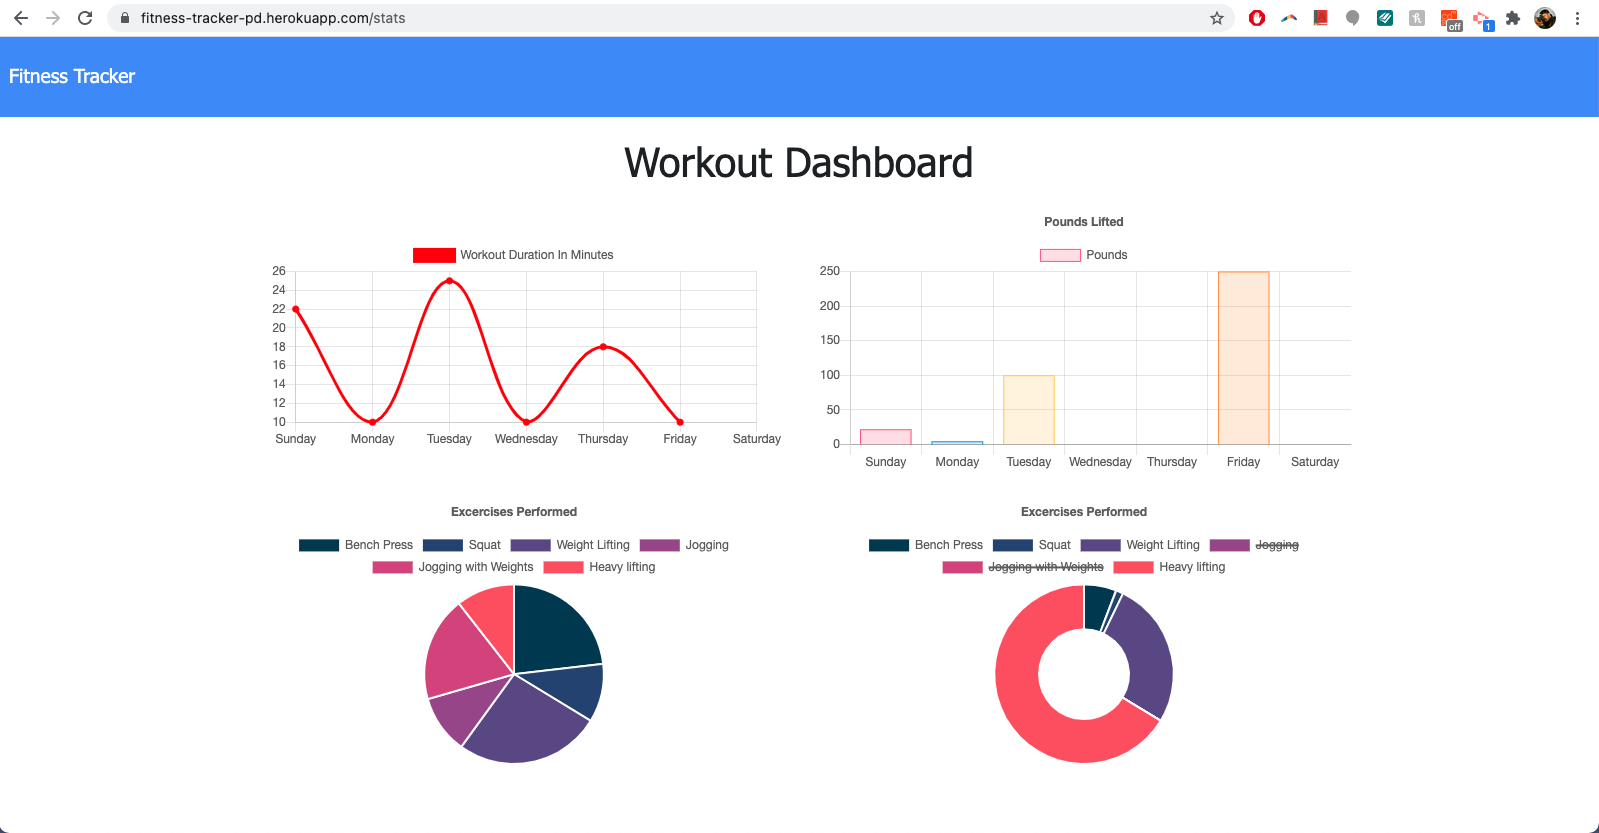 fitness-tracker-pd.herokuapp.com/stats
off
1
Fitness Tracker
Workout Dashboard
Workout Duration In Minutes
26
24
22
20
18
16
14
12
10
Sunday Monday Tuesday Wednesday Thursday Friday Saturday
Pounds Lifted
Pounds
250
200
150
100
50
0
Sunday Monday Tuesday Wednesday Thursday Friday Saturday
Excercises Performed
Bench Press Squat Weight Lifting Jogging
Jogging with Weights Heavy lifting
Excercises Performed
Bench Press Squat Weight Lifting Jogging
Jogging with Weights Heavy lifting